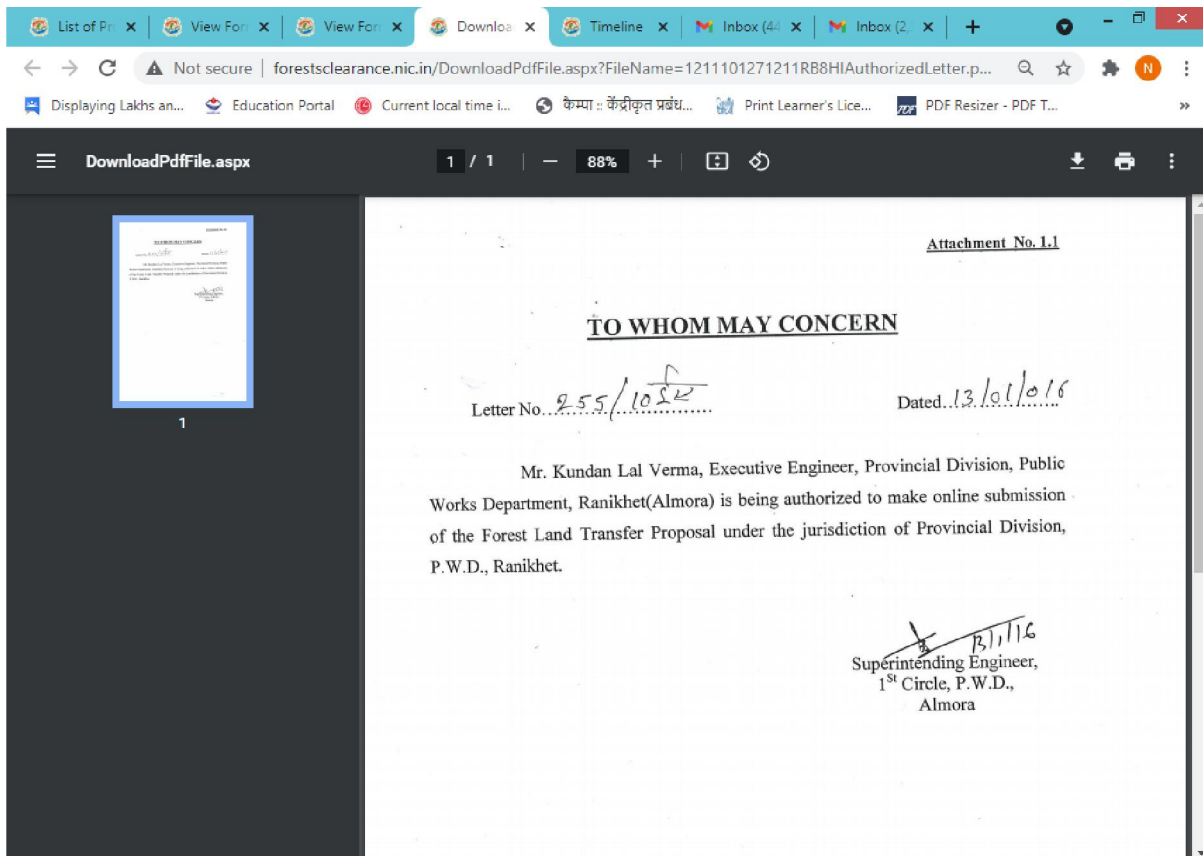 List of Pr
View For
View For
Downloa
Timeline
Inbox (44
Inbox (2,
Not secure | forestsclearance.nic.in/DownloadPdfFile.aspx?FileName=1211101271211RB8HIAuthorizedLetter.p...
N
Displaying Lakhs an...
Education Portal
Current local time i...
कैम्पा :: केंद्रीकृत प्रबंध...
Print Learner's Lice...
PDF Resizer - PDF T...
DownloadPdfFile.aspx
1 / 1
88%
1
Attachment No. 1.1
TO WHOM MAY CONCERN
Letter No. 255/10
Dated. 13/01/016
Mr. Kundan Lal Verma, Executive Engineer, Provincial Division, Public
Works Department, Ranikhet(Almora) is being authorized to make online submission
of the Forest Land Transfer Proposal under the jurisdiction of Provincial Division,
P.W.D., Ranikhet.
Superintending Engineer,
1St Circle, P.W.D.,
Almora